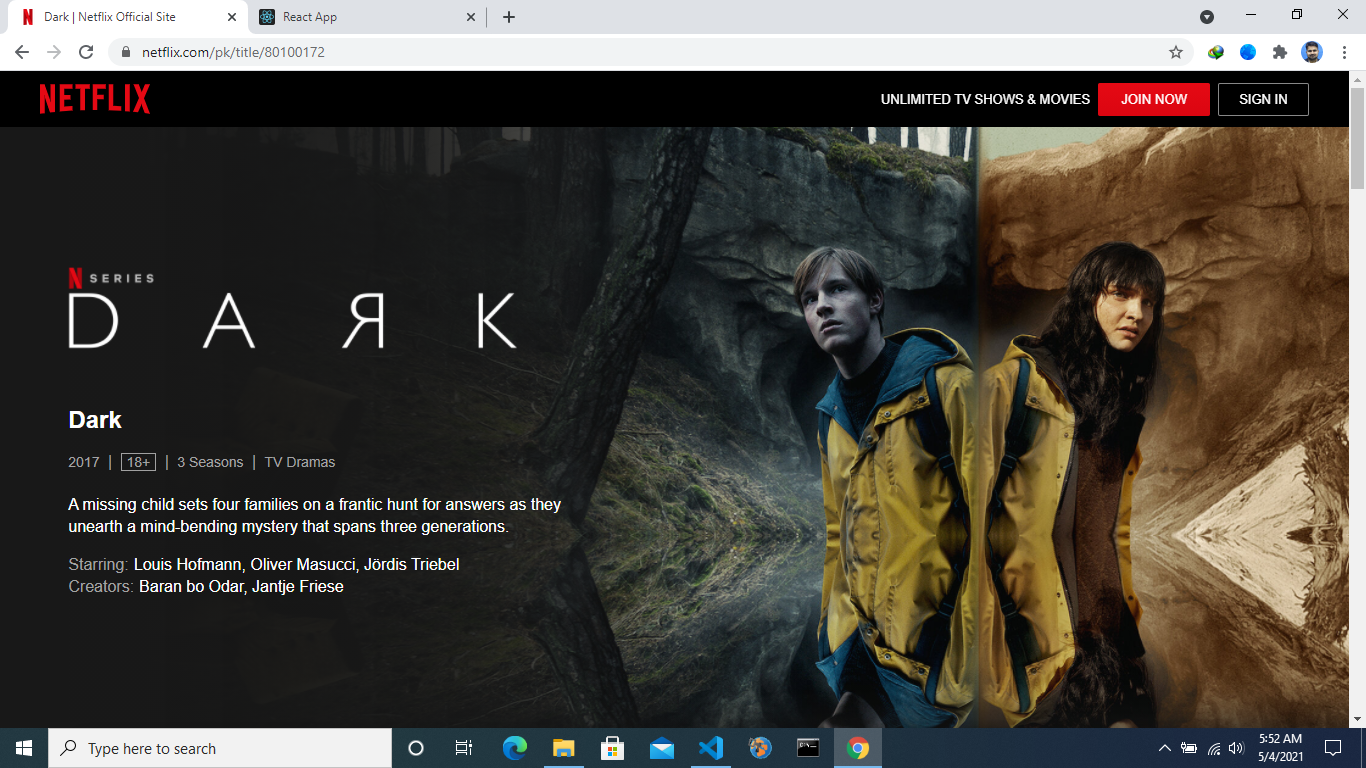 Dark | Netflix Official Site
React App
netflix.com/pk/title/80100172
NETFLIX
UNLIMITED TV SHOWS & MOVIES
JOIN NOW
SIGN IN
N SERIES
DAЯK
Dark
2017 | 18+ | 3 Seasons | TV Dramas
A missing child sets four families on a frantic hunt for answers as they
unearth a mind-bending mystery that spans three generations.
Starring: Louis Hofmann, Oliver Masucci, Jördis Triebel
Creators: Baran bo Odar, Jantje Friese
Type here to search
5:52 AM
5/4/2021